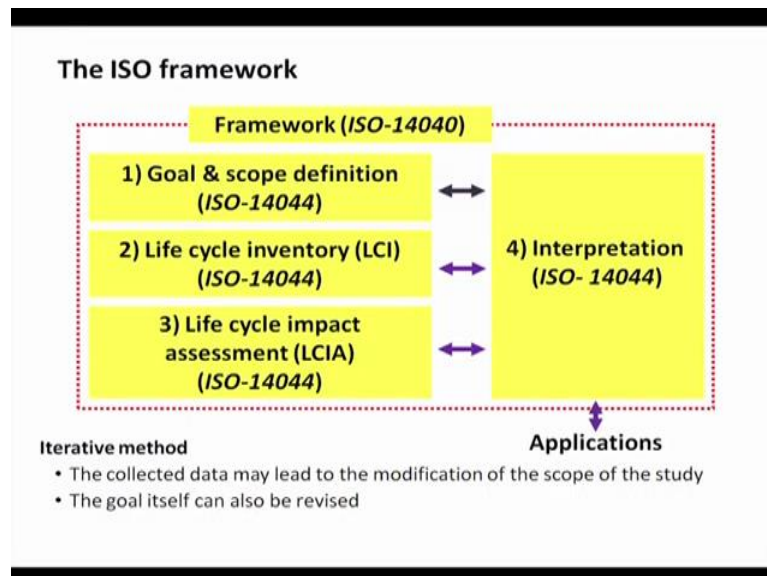 The ISO framework
Framework (ISO-14040)
1) Goal & scope definition
(ISO-14044)
2) Life cycle inventory (LCI)
(ISO-14044)
3) Life cycle impact
assessment (LCIA)
(ISO-14044)
4) Interpretation
(ISO- 14044)
Applications
Iterative method
• The collected data may lead to the modification of the scope of the study
• The goal itself can also be revised